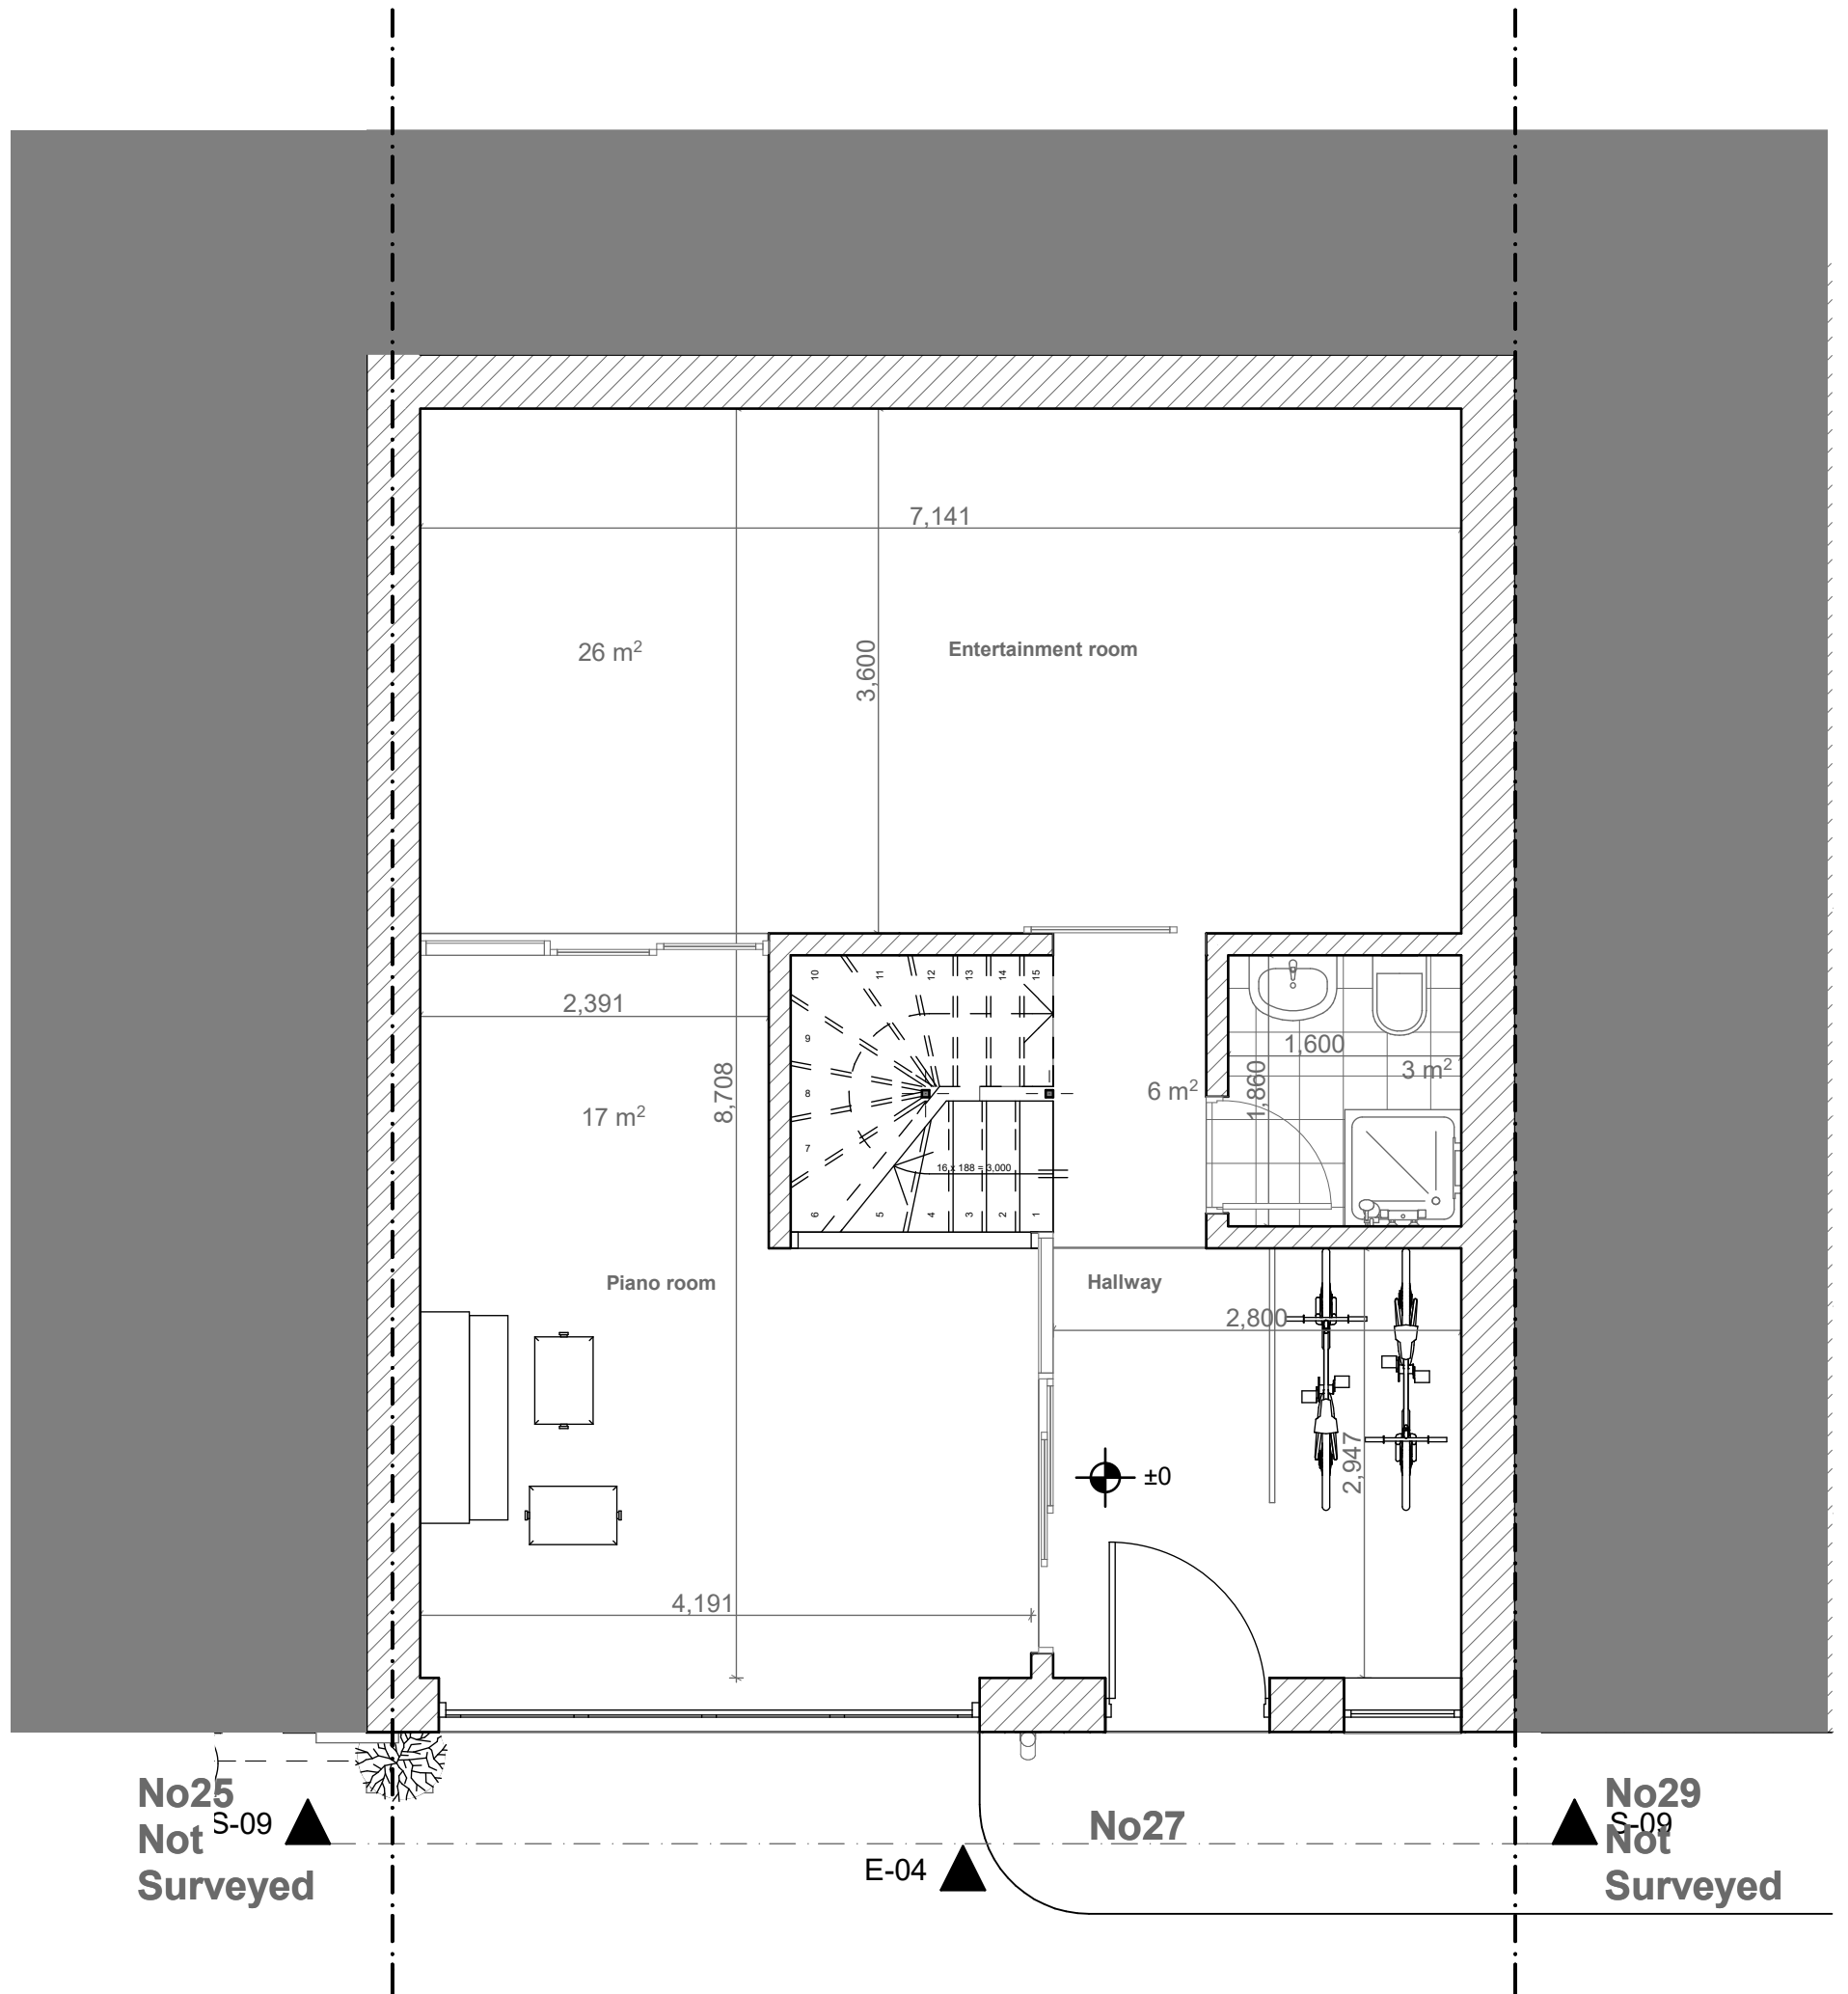 7,141
26 m²
3,600
Entertainment room
2,391
10
11
12
13
14
15
9
8
7
6
5
4
3
2
1
16 x 188 = 3,000
1,600
1,860
3 m²
6 m²
8,708
17 m²
Piano room
Hallway
2,800
2,947
±0
4,191
No25
Not
Surveyed
S-09
No27
E-04
No29
Not
Surveyed
S-09